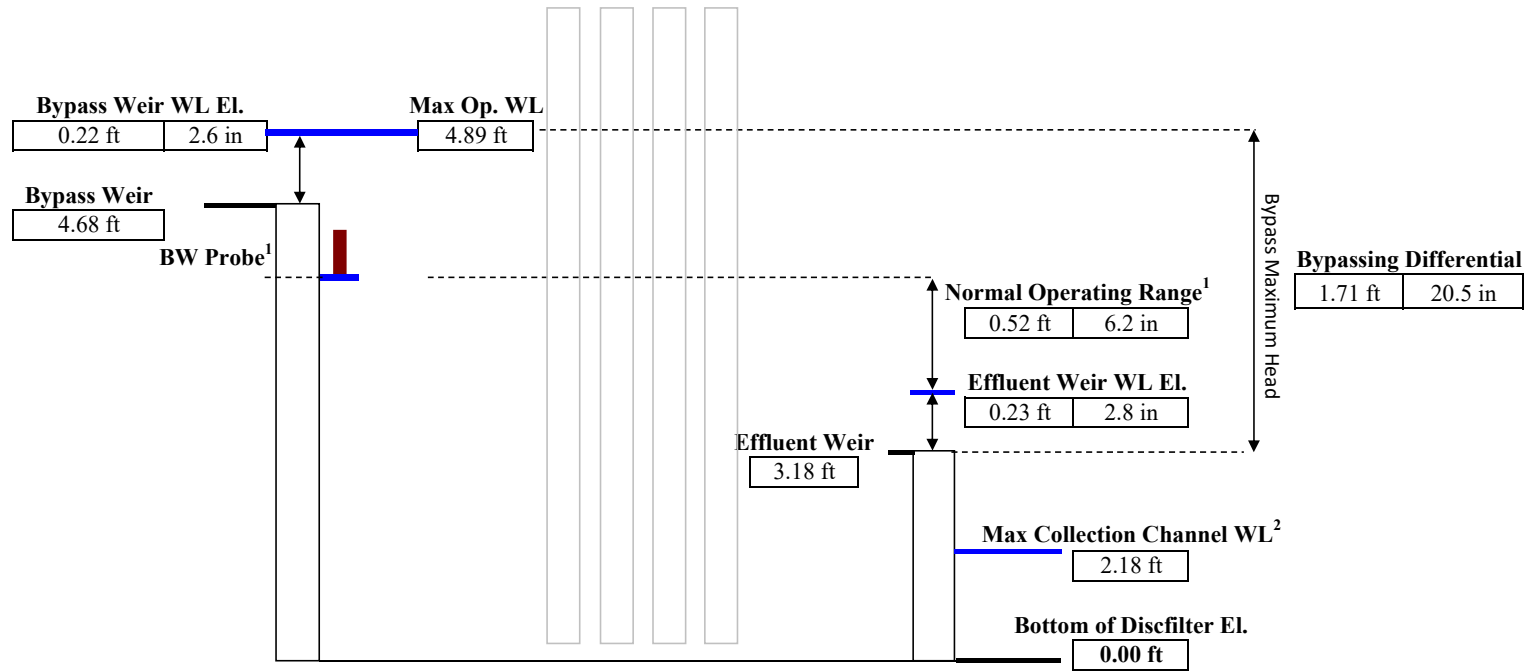 Bypass Weir WL El.
0.22 ft 2.6 in
Max Op. WL
4.89 ft
Bypass Weir
4.68 ft
BW Probe¹
Normal Operating Range¹
0.52 ft 6.2 in
Effluent Weir WL El.
0.23 ft 2.8 in
Bypass Maximum Head
Bypassing Differential
1.71 ft 20.5 in
Effluent Weir
3.18 ft
Max Collection Channel WL²
2.18 ft
Bottom of Discfilter El.
0.00 ft